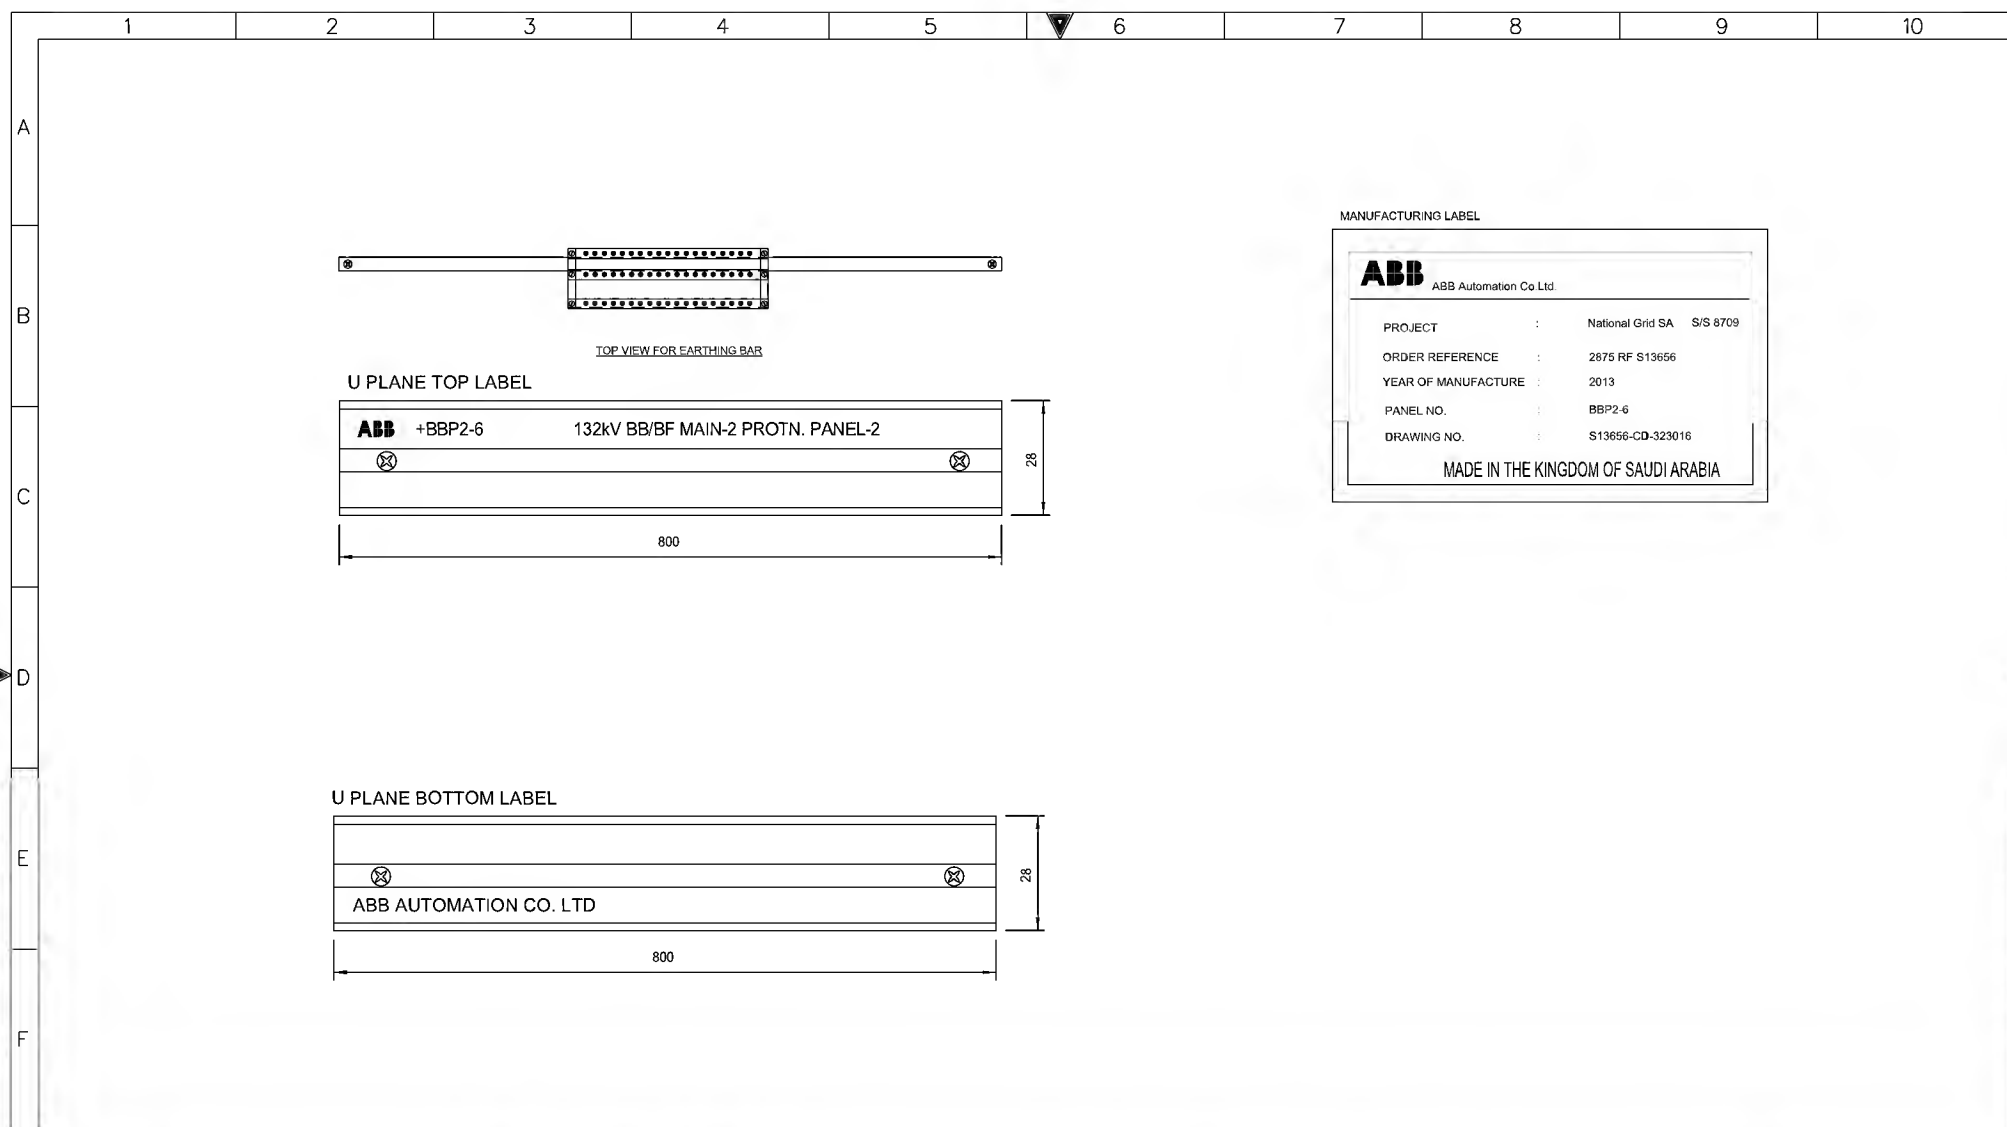 1 2 3 4 5 6 7 8 9 10
A
B
C
D
E
F
TOP VIEW FOR EARTHING BAR
U PLANE TOP LABEL
ABB +BBP2-6 132kV BB/BF MAIN-2 PROTN. PANEL-2
28
800
U PLANE BOTTOM LABEL
ABB AUTOMATION CO. LTD
28
800
MANUFACTURING LABEL
ABB ABB Automation Co.Ltd.
PROJECT : National Grid SA S/S 8709
ORDER REFERENCE : 2875 RF S13656
YEAR OF MANUFACTURE : 2013
PANEL NO. : BBP2-6
DRAWING NO. : S13656-CD-323016
MADE IN THE KINGDOM OF SAUDI ARABIA